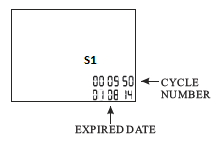 S1
00 05 50
CYCLE
NUMBER
01 08 14
EXPIRED DATE